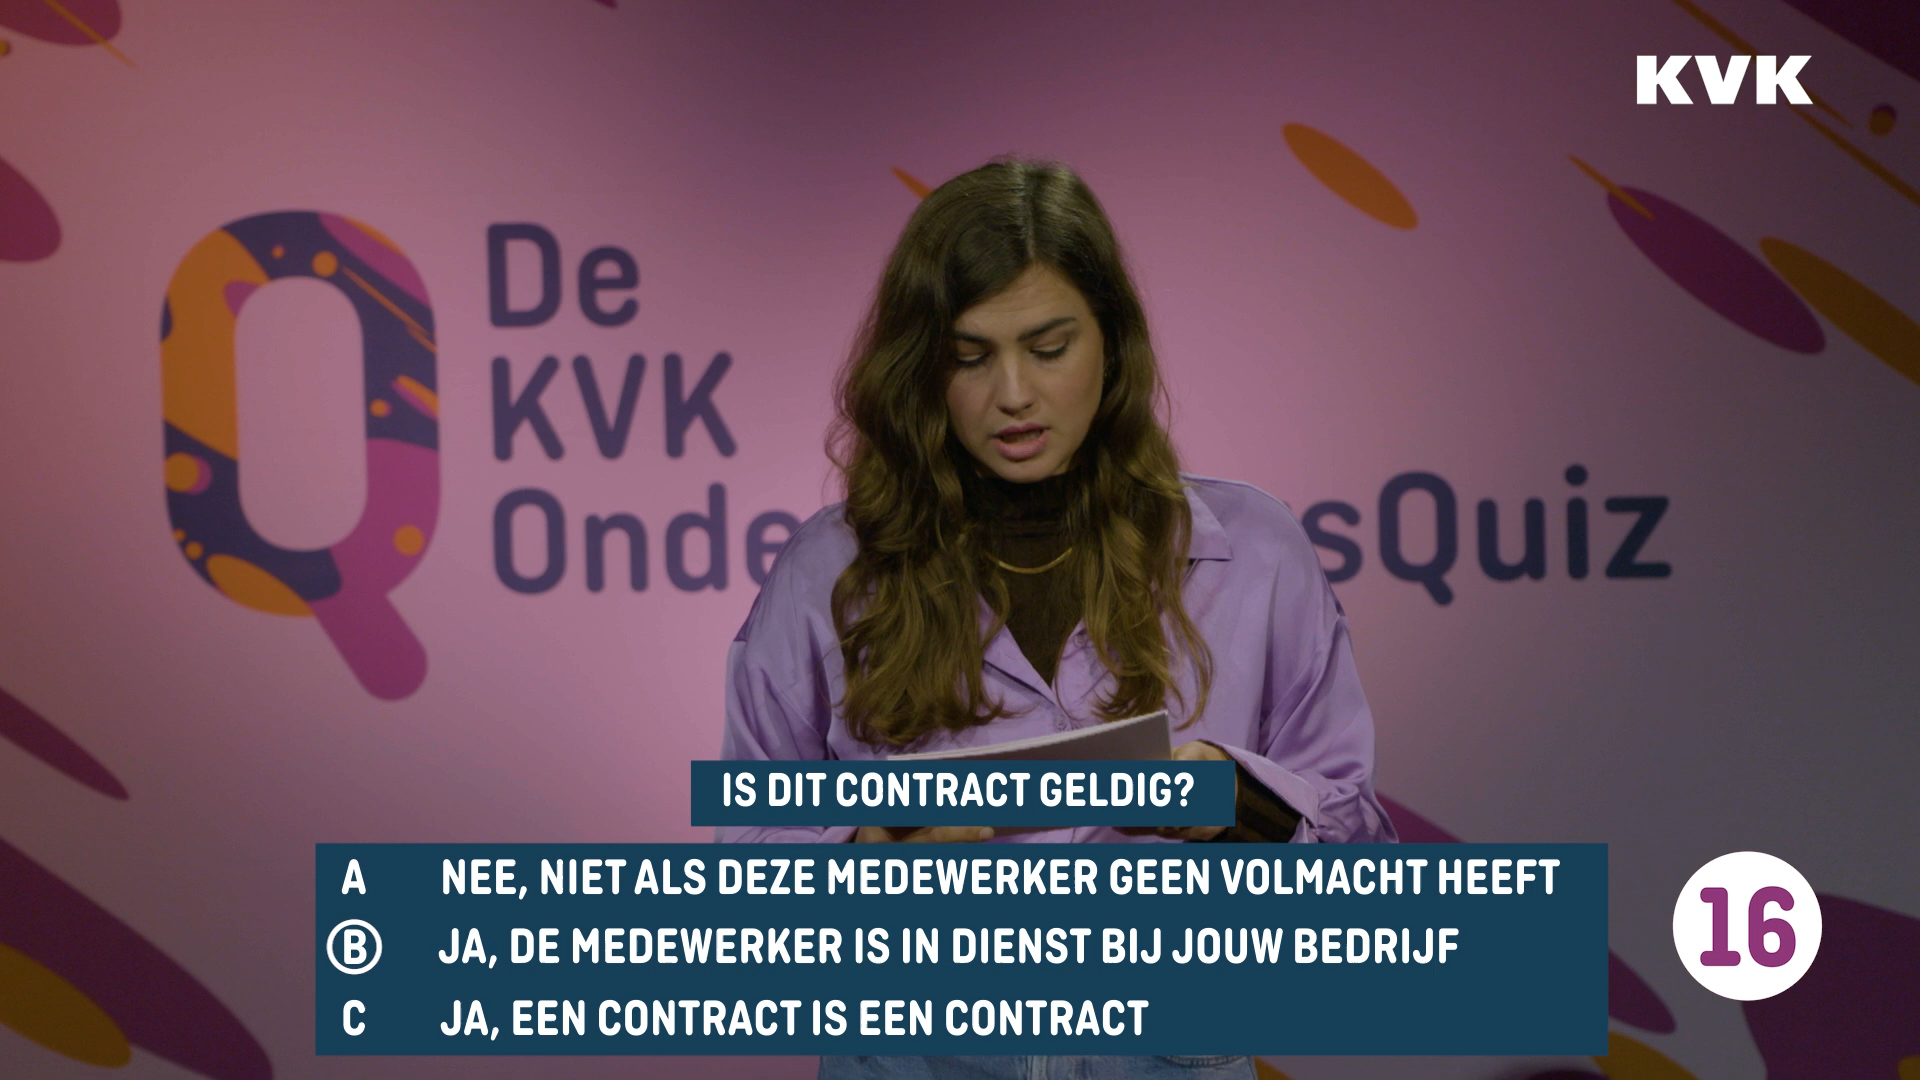 KVK
De
KVK
Onde sQuiz
IS DIT CONTRACT GELDIG?
A NEE, NIET ALS DEZE MEDEWERKER GEEN VOLMACHT HEEFT
B JA, DE MEDEWERKER IS IN DIENST BIJ JOUW BEDRIJF
C JA, EEN CONTRACT IS EEN CONTRACT
16